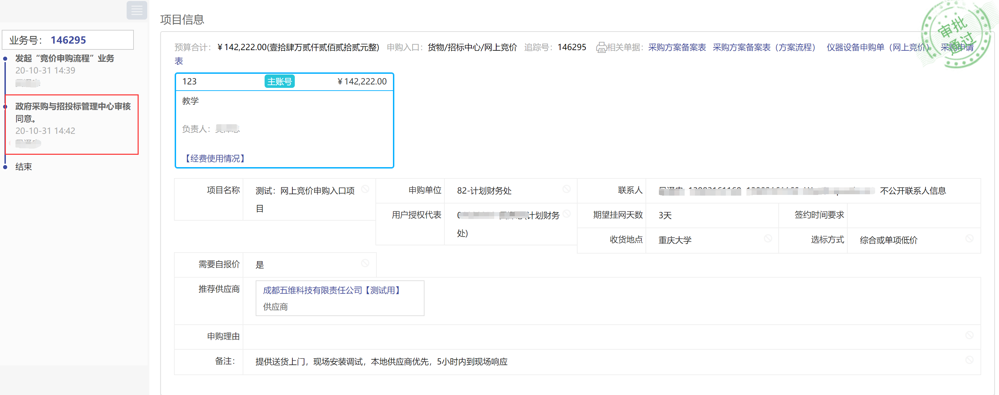 业务号： 146295
发起“竞价申购流程”业务
20-10-31 14:39
政府采购与招投标管理中心审核
同意。
20-10-31 14:42
结束
项目信息
预算合计： ￥142,222.00(壹拾肆万贰仟贰佰贰拾贰元整) 申购入口： 货物/招标中心/网上竞价 追踪号： 146295 相关单据： 采购方案备案表 采购方案备案表（方案流程） 仪器设备申购单（网上竞价） 采购申请
表
审批
通过
123 主账号 ￥142,222.00
教学
负责人：
【经费使用情况】
项目名称 测试：网上竞价申购入口项
目
申购单位 82-计划财务处
联系人 不公开联系人信息
用户授权代表 (计划财务
处)
期望挂网天数 3天 签约时间要求
收货地点 重庆大学 选标方式 综合或单项低价
需要自报价 是
推荐供应商 成都五维科技有限责任公司【测试用】
供应商
申购理由
备注： 提供送货上门，现场安装调试，本地供应商优先，5小时内到现场响应